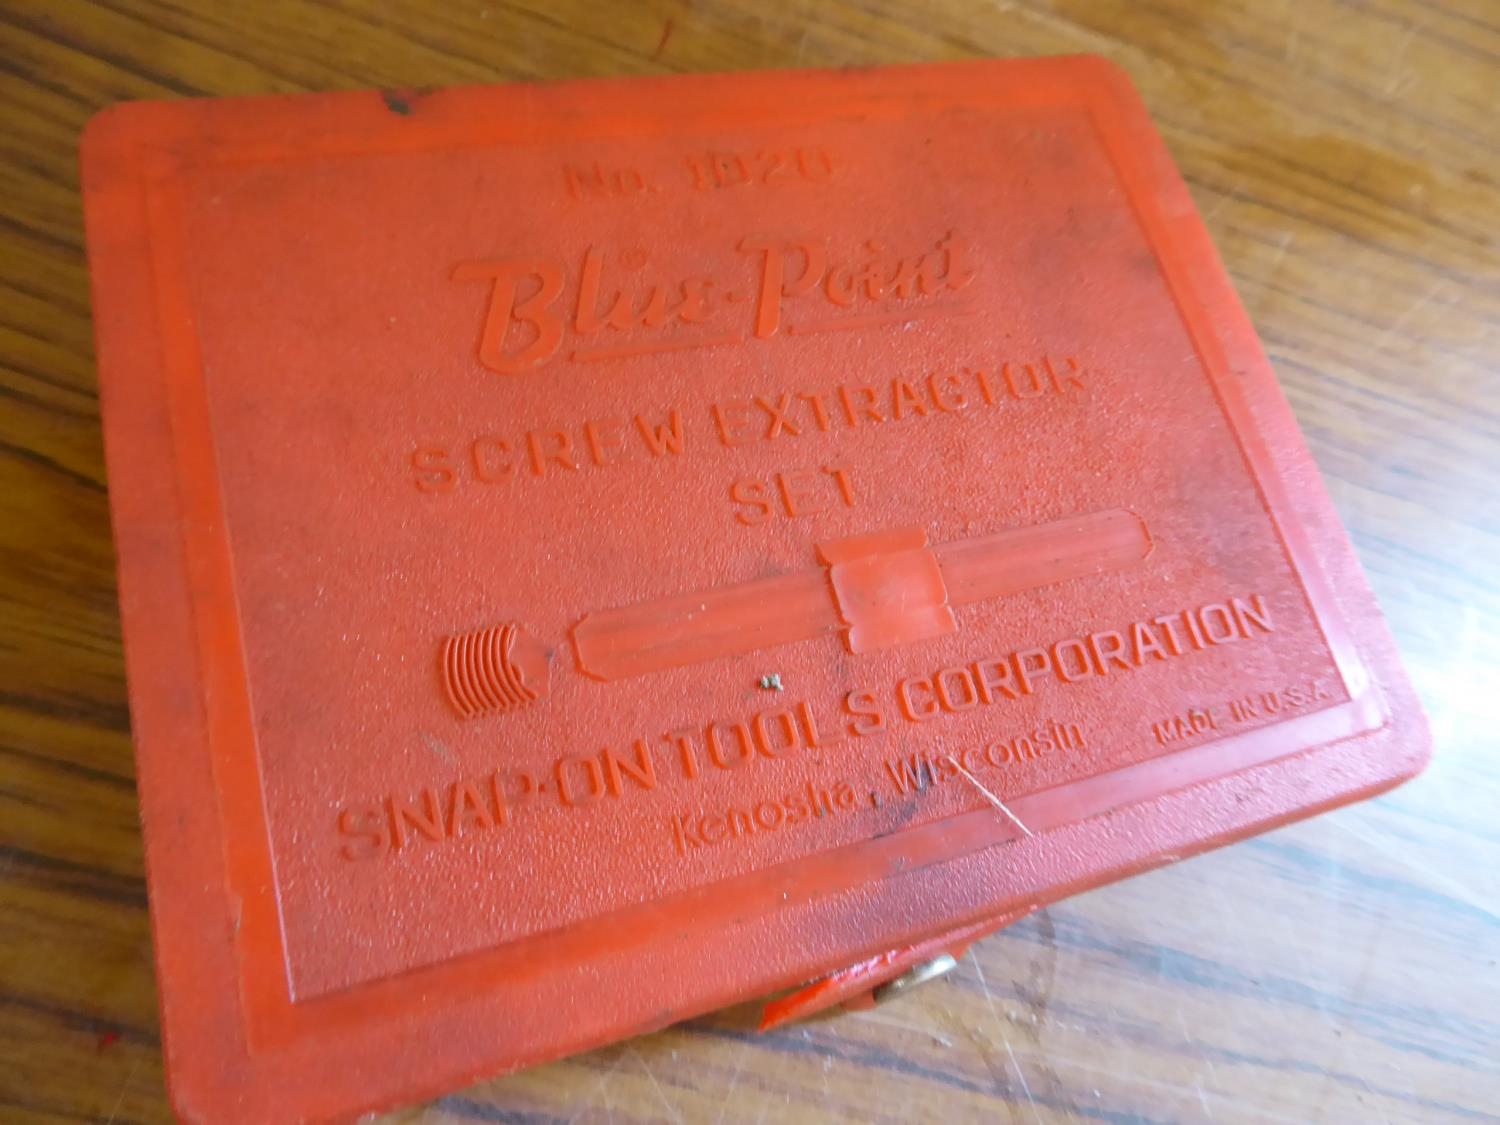 No. 1020
Blue-Point®
SCREW EXTRACTOR
SET
SNAP-ON TOOLS CORPORATION
Kenosha, Wisconsin
MADE IN U.S.A.